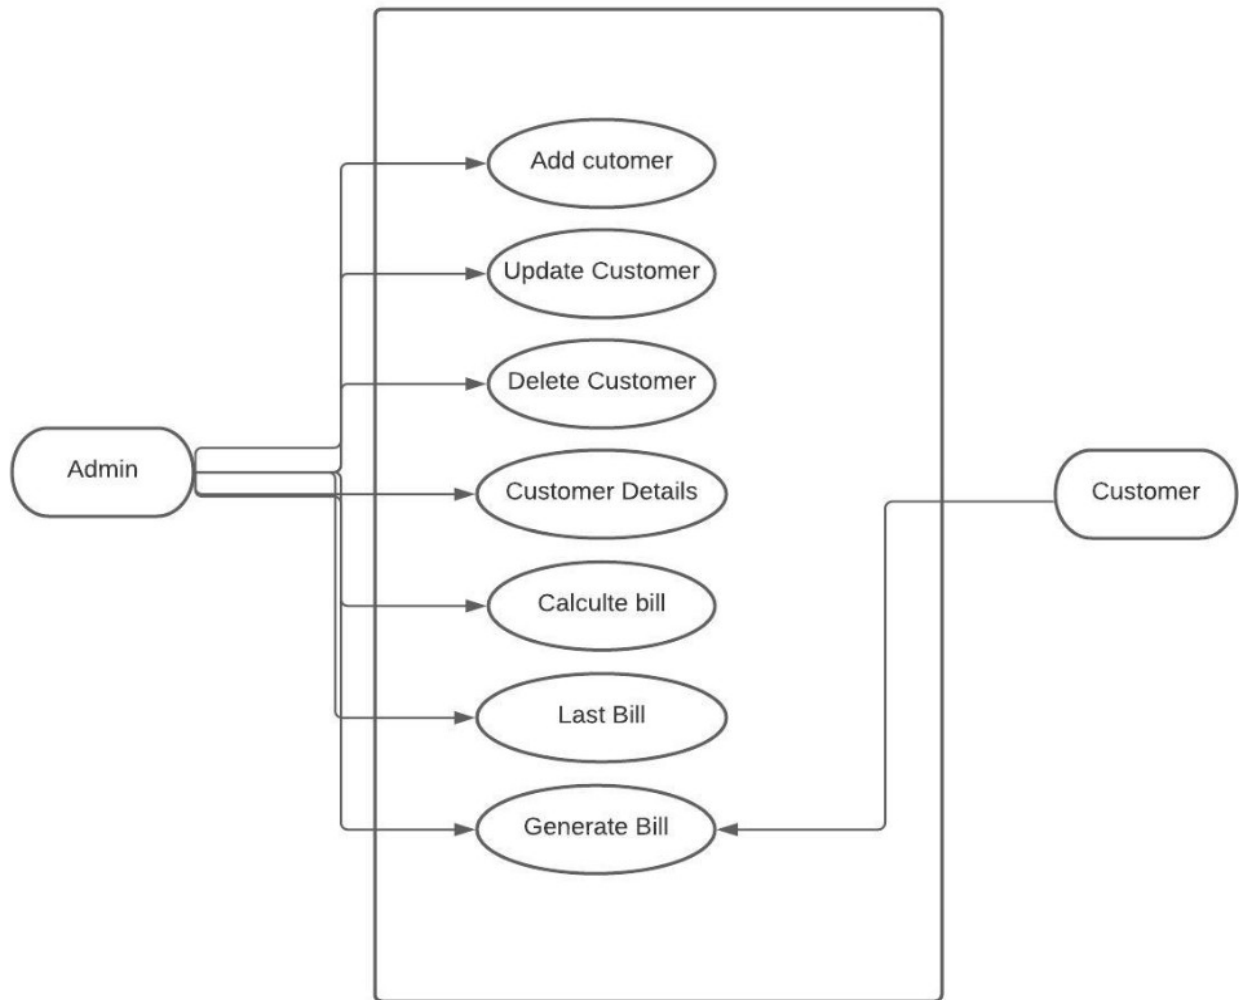 Add cutomer
Update Customer
Delete Customer
Admin
Customer Details
Customer
Calculte bill
Last Bill
Generate Bill